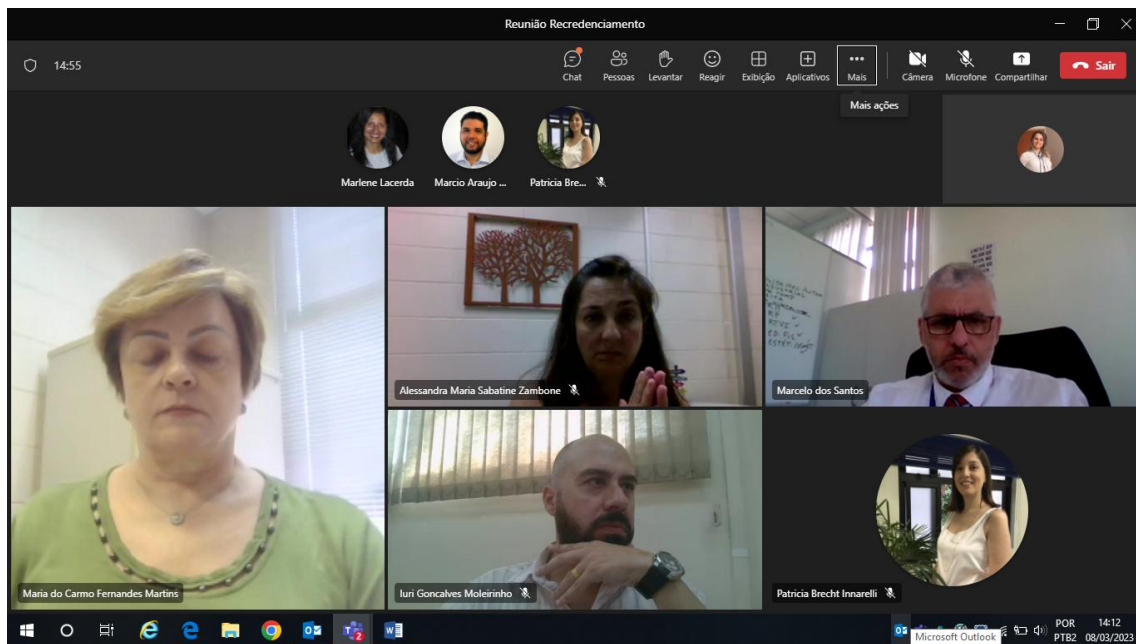 Reunião Recredenciamento
14:55
Chat
Pessoas
Levantar
Reagir
Exibição
Aplicativos
Mais
Câmera
Microfone
Compartilhar
Sair
Mais ações
Marlene Lacerda
Marcio Araujo ...
Patricia Bre...
Alessandra Maria Sabatine Zambone
Marcelo dos Santos
Maria do Carmo Fernandes Martins
Iuri Goncalves Moleirinho
Patricia Brecht Innarelli
2
Microsoft Outlook
POR
PTB2
14:12
08/03/2023